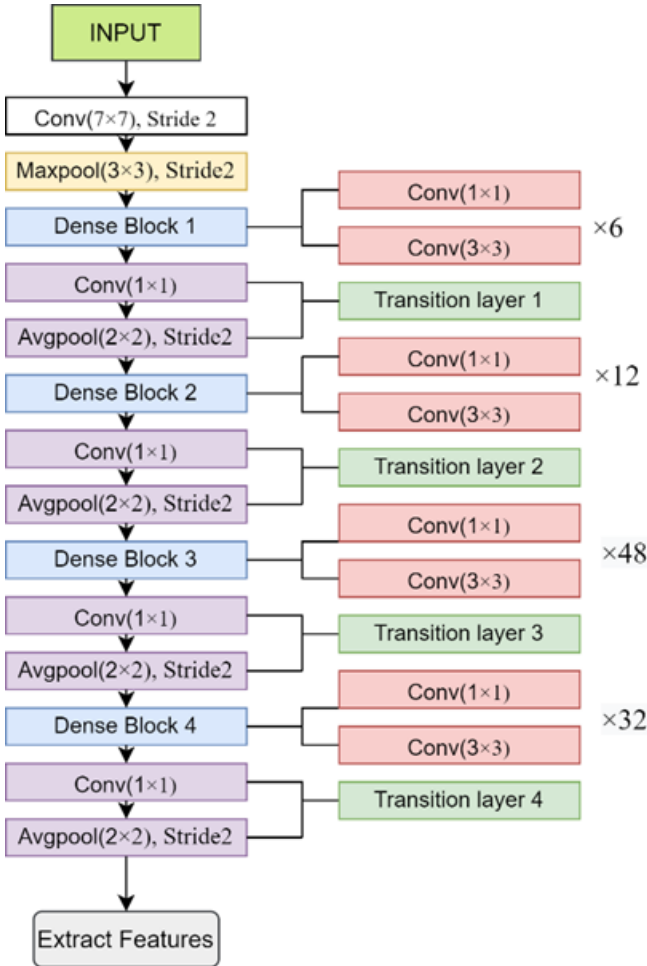 INPUT
Conv(7×7), Stride 2
Maxpool(3×3), Stride2
Dense Block 1
Conv(1×1)
Conv(3×3)
×6
Conv(1×1)
Avgpool(2×2), Stride2
Transition layer 1
Dense Block 2
Conv(1×1)
Conv(3×3)
×12
Conv(1×1)
Avgpool(2×2), Stride2
Transition layer 2
Dense Block 3
Conv(1×1)
Conv(3×3)
×48
Conv(1×1)
Avgpool(2×2), Stride2
Transition layer 3
Dense Block 4
Conv(1×1)
Conv(3×3)
×32
Conv(1×1)
Avgpool(2×2), Stride2
Transition layer 4
Extract Features